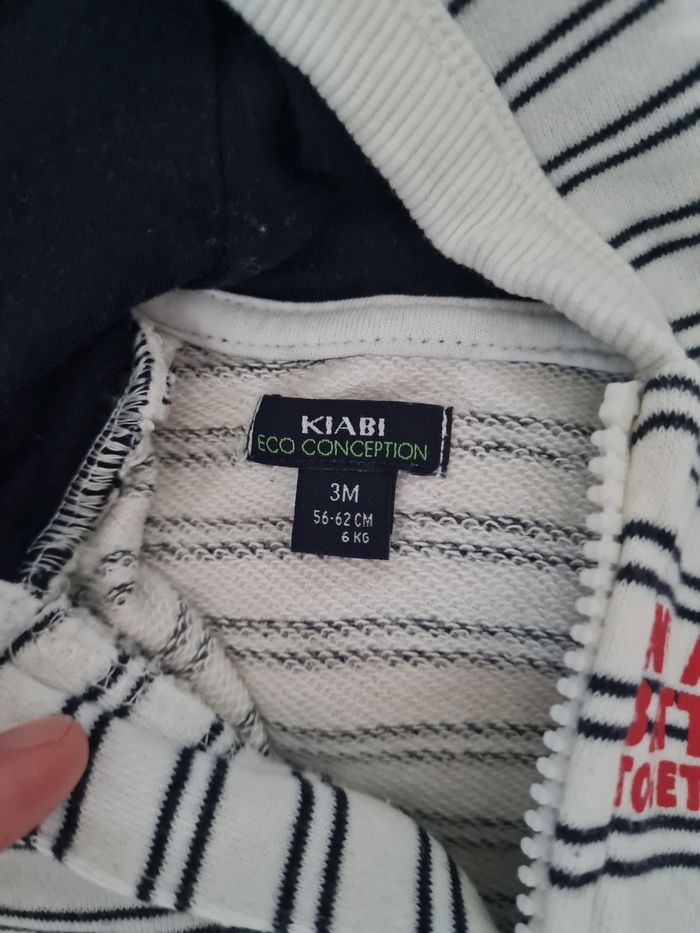 KIABI
ECO CONCEPTION
3M
56-62 CM
6 KG